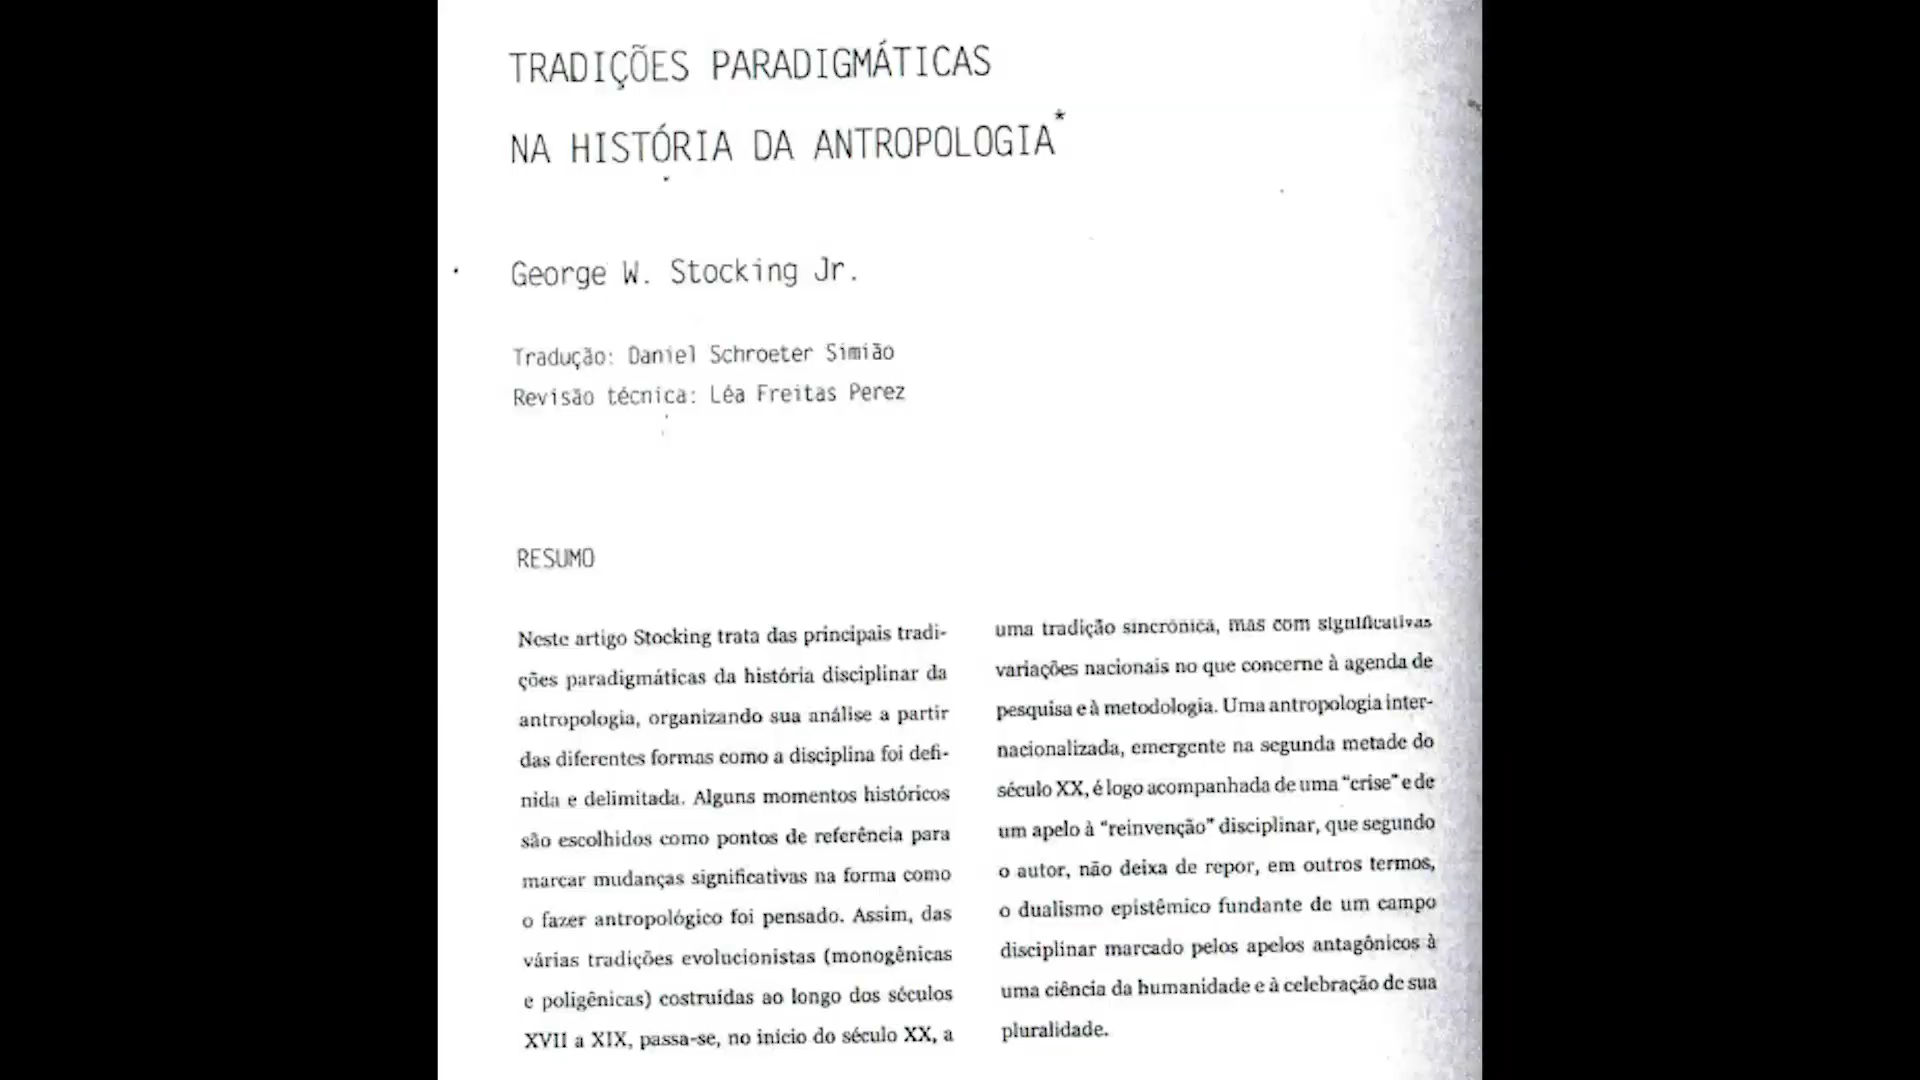 TRADIÇÕES PARADIGMÁTICAS
NA HISTÓRIA DA ANTROPOLOGIA*
George W. Stocking Jr.
Tradução: Daniel Schroeter Simião
Revisão técnica: Léa Freitas Perez
RESUMO
Neste artigo Stocking trata das principais tradi-
ções paradigmáticas da história disciplinar da
antropologia, organizando sua análise a partir
das diferentes formas como a disciplina foi defi-
nida e delimitada. Alguns momentos históricos
são escolhidos como pontos de referência para
marcar mudanças significativas na forma como
o fazer antropológico foi pensado. Assim, das
várias tradições evolucionistas (monogênicas
e poligênicas) costruídas ao longo dos séculos
XVII a XIX, passa-se, no início do século XX, a
uma tradição sincrônica, mas com significativas
variações nacionais no que concerne à agenda de
pesquisa e à metodologia. Uma antropologia inter-
nacionalizada, emergente na segunda metade do
século XX, é logo acompanhada de uma "crise" e de
um apelo à "reinvenção" disciplinar, que segundo
o autor, não deixa de repor, em outros termos,
o dualismo epistêmico fundante de um campo
disciplinar marcado pelos apelos antagônicos à
uma ciência da humanidade e à celebração de sua
pluralidade.